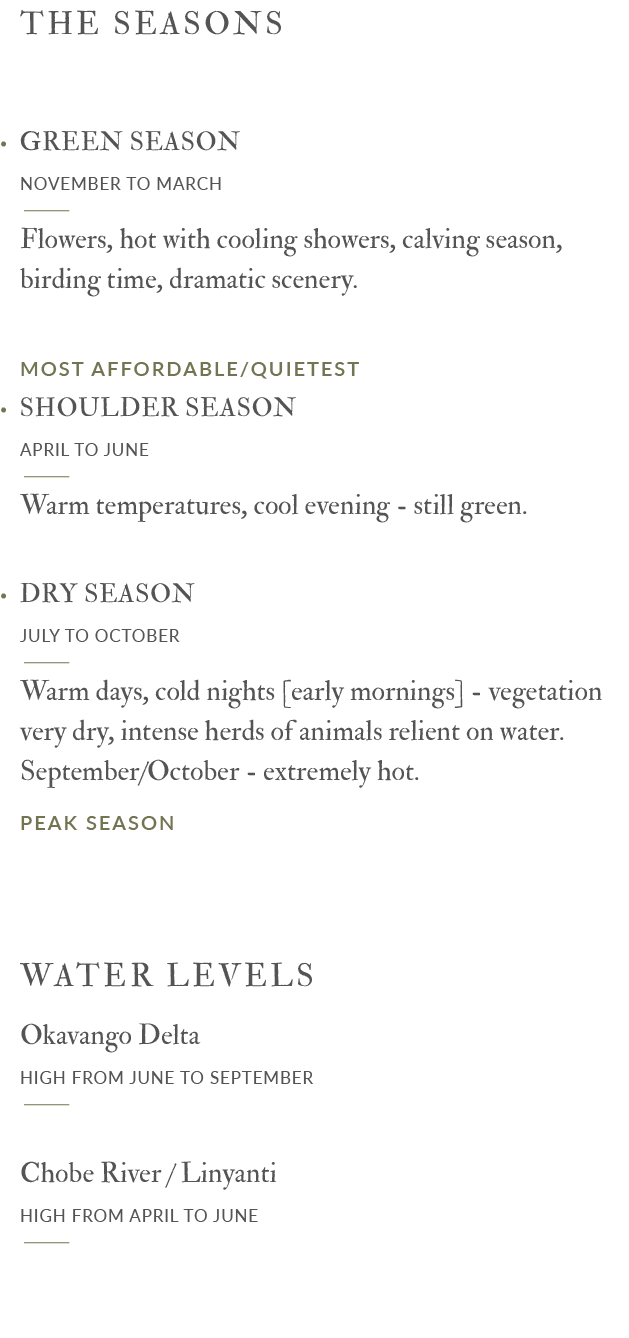 THE SEASONS
• GREEN SEASON
NOVEMBER TO MARCH
Flowers, hot with cooling showers, calving season,
birding time, dramatic scenery.
MOST AFFORDABLE/QUIETEST
• SHOULDER SEASON
APRIL TO JUNE
Warm temperatures, cool evening - still green.
• DRY SEASON
JULY TO OCTOBER
Warm days, cold nights [early mornings] - vegetation
very dry, intense herds of animals relient on water.
September/October - extremely hot.
PEAK SEASON
WATER LEVELS
Okavango Delta
HIGH FROM JUNE TO SEPTEMBER
Chobe River / Linyanti
HIGH FROM APRIL TO JUNE